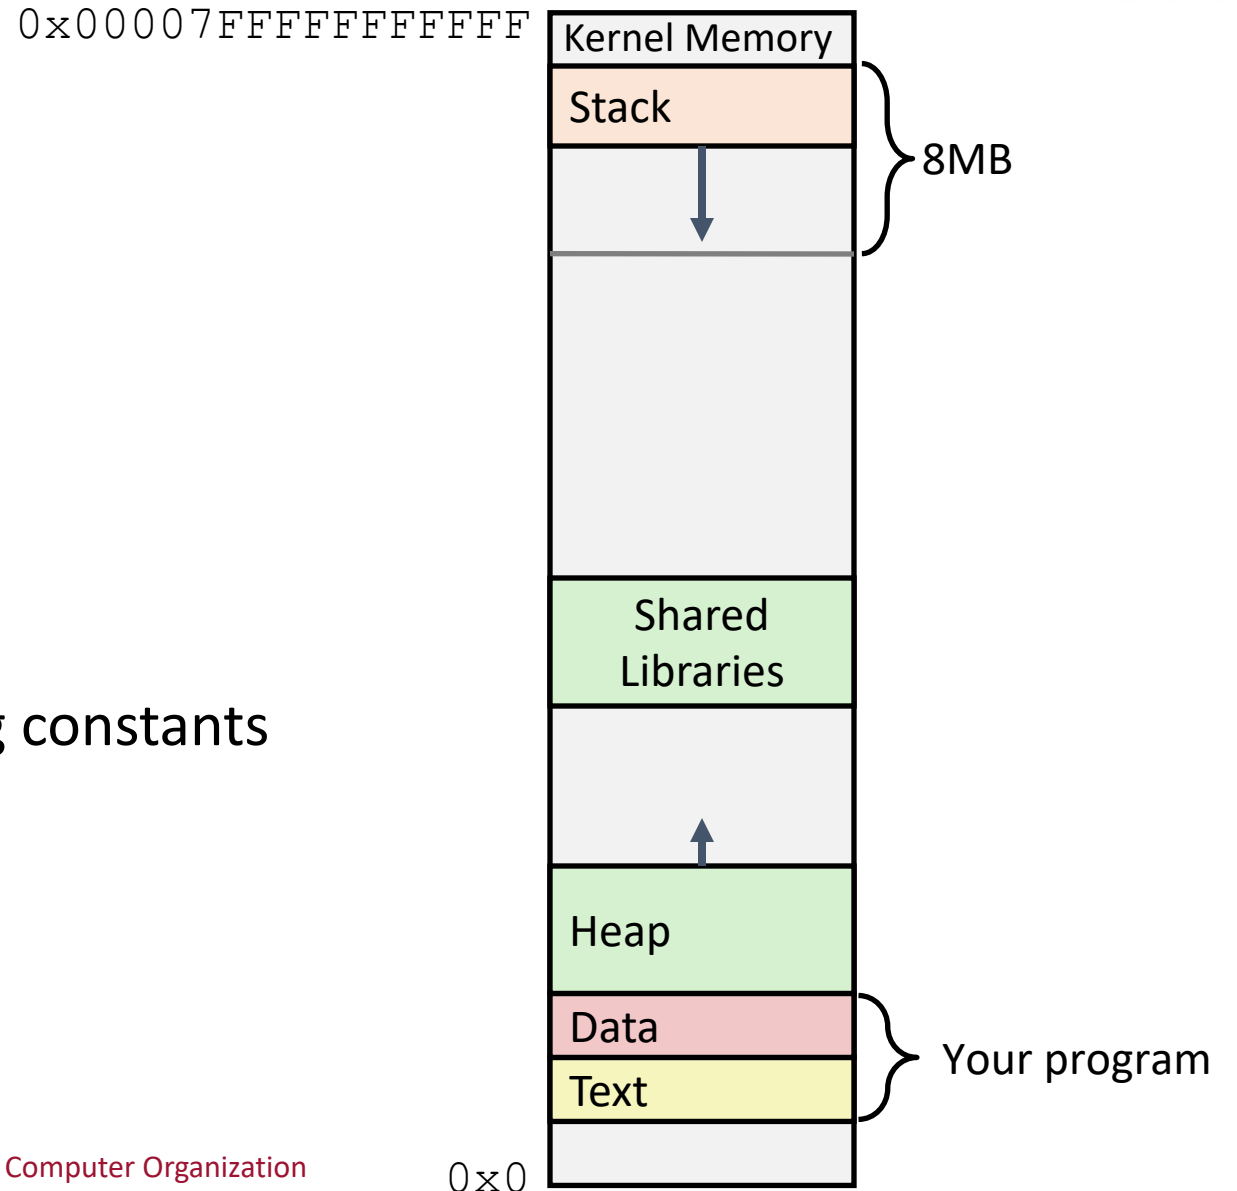 0x00007FFFFFFFFFFF
Kernel Memory
Stack
8MB
Shared
Libraries
constants
Heap
Data
Your program
Text
Computer Organization
0x0